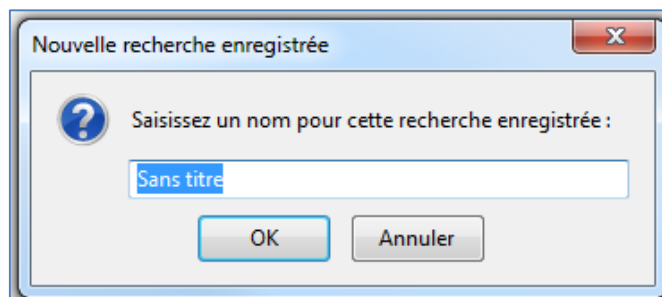 Nouvelle recherche enregistrée
Saisissez un nom pour cette recherche enregistrée :
Sans titre
OK Annuler